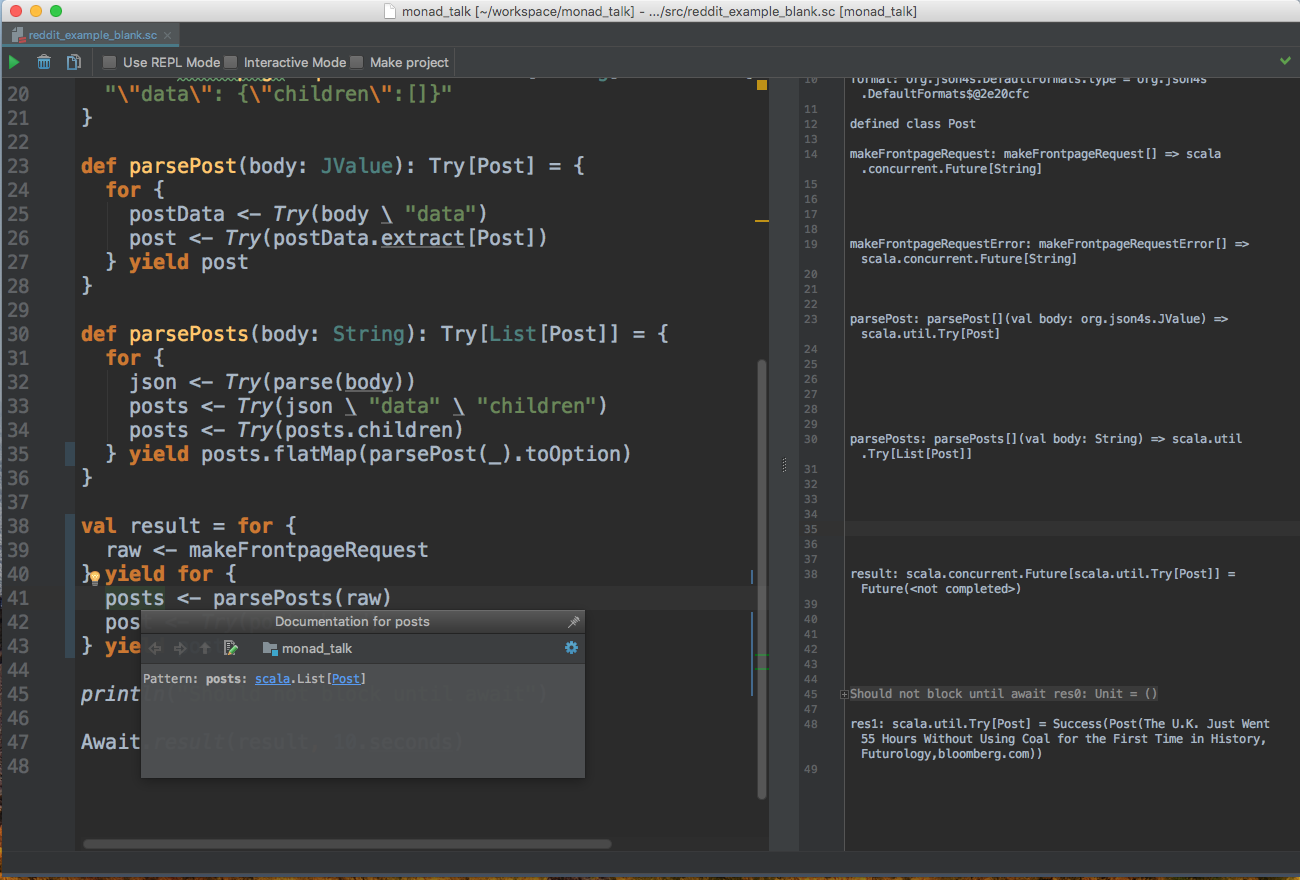 monad_talk [~/workspace/monad_talk] - .../src/reddit_example_blank.sc [monad_talk]
reddit_example_blank.sc
Use REPL Mode Interactive Mode Make project
20 "\"data\": {\"children\":[]}"
21 }
22
23 def parsePost(body: JValue): Try[Post] = {
24 for {
25 postData <- Try(body \ "data")
26 post <- Try(postData.extract[Post])
27 } yield post
28 }
29
30 def parsePosts(body: String): Try[List[Post]] = {
31 for {
32 json <- Try(parse(body))
33 posts <- Try(json \ "data" \ "children")
34 posts <- Try(posts.children)
35 } yield posts.flatMap(parsePost(_).toOption)
36 }
37
38 val result = for {
39 raw <- makeFrontpageRequest
40 } yield for {
41 posts <- parsePosts(raw)
42 pos <- Try(
43 } yie
44
45 print
46
47 Await.result(result, .seconds)
48
Documentation for posts
monad_talk
Pattern: posts: scala.List[Post]
10 format: org.json4s.DefaultFormats.type = org.json4s
.DefaultFormats$@2e20cfc
11
12 defined class Post
13
14 makeFrontpageRequest: makeFrontpageRequest[] => scala
.concurrent.Future[String]
15
16
17
18
19 makeFrontpageRequestError: makeFrontpageRequestError[] =>
scala.concurrent.Future[String]
20
21
22
23 parsePost: parsePost[](val body: org.json4s.JValue) =>
scala.util.Try[Post]
24
25
26
27
28
29
30 parsePosts: parsePosts[](val body: String) => scala.util
.Try[List[Post]]
31
32
33
34
35
36
37
38 result: scala.concurrent.Future[scala.util.Try[Post]] =
Future(<not completed>)
39
40
41
42
43
44
45 Should not block until await res0: Unit = ()
47
48 res1: scala.util.Try[Post] = Success(Post(The U.K. Just Went
55 Hours Without Using Coal for the First Time in History,
Futurology,bloomberg.com))
49